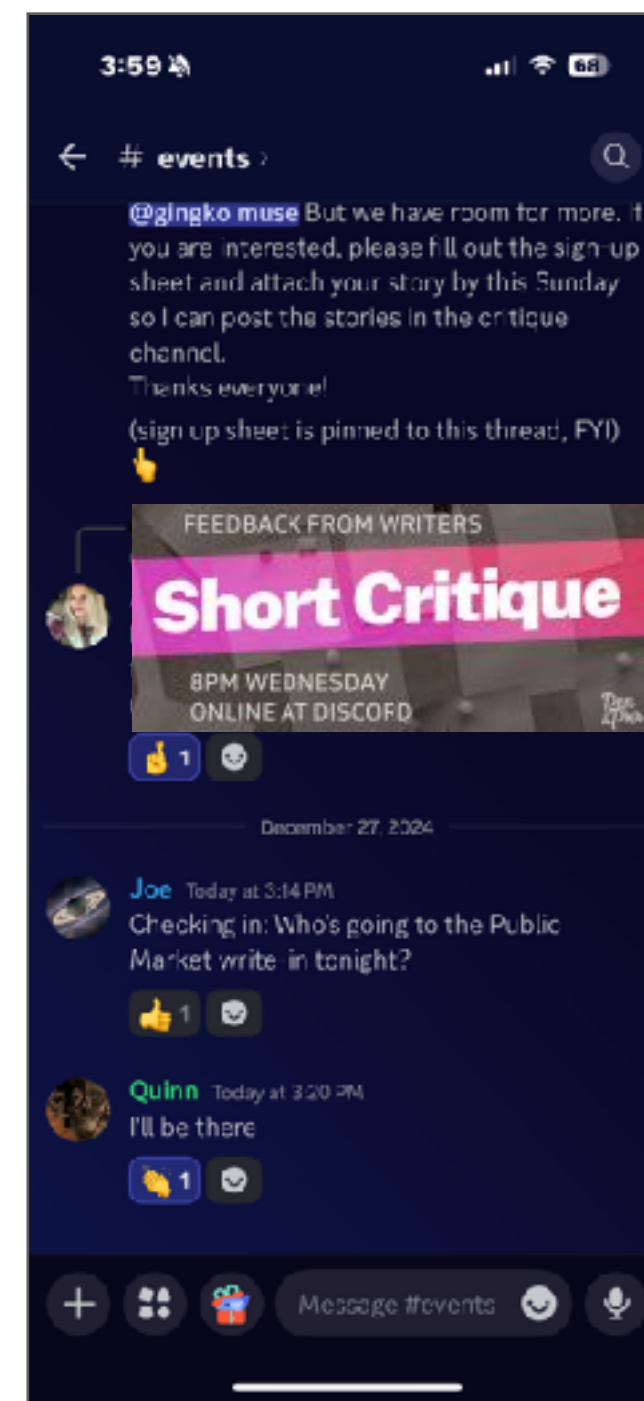 3:59
68
# events
@gingko muse But we have room for more. If
you are interested, please fill out the sign-up
sheet and attach your story by this Sunday
so I can post the stories in the critique
channel.
Thanks everyone!
(sign up sheet is pinned to this thread, FYI)
FEEDBACK FROM WRITERS
Short Critique
8PM WEDNESDAY
ONLINE AT DISCORD
1
December 27, 2024
Joe Today at 3:14 PM
Checking in: Who's going to the Public
Market write-in tonight?
1
Quinn Today at 3:20 PM
I'll be there
1
Message #events